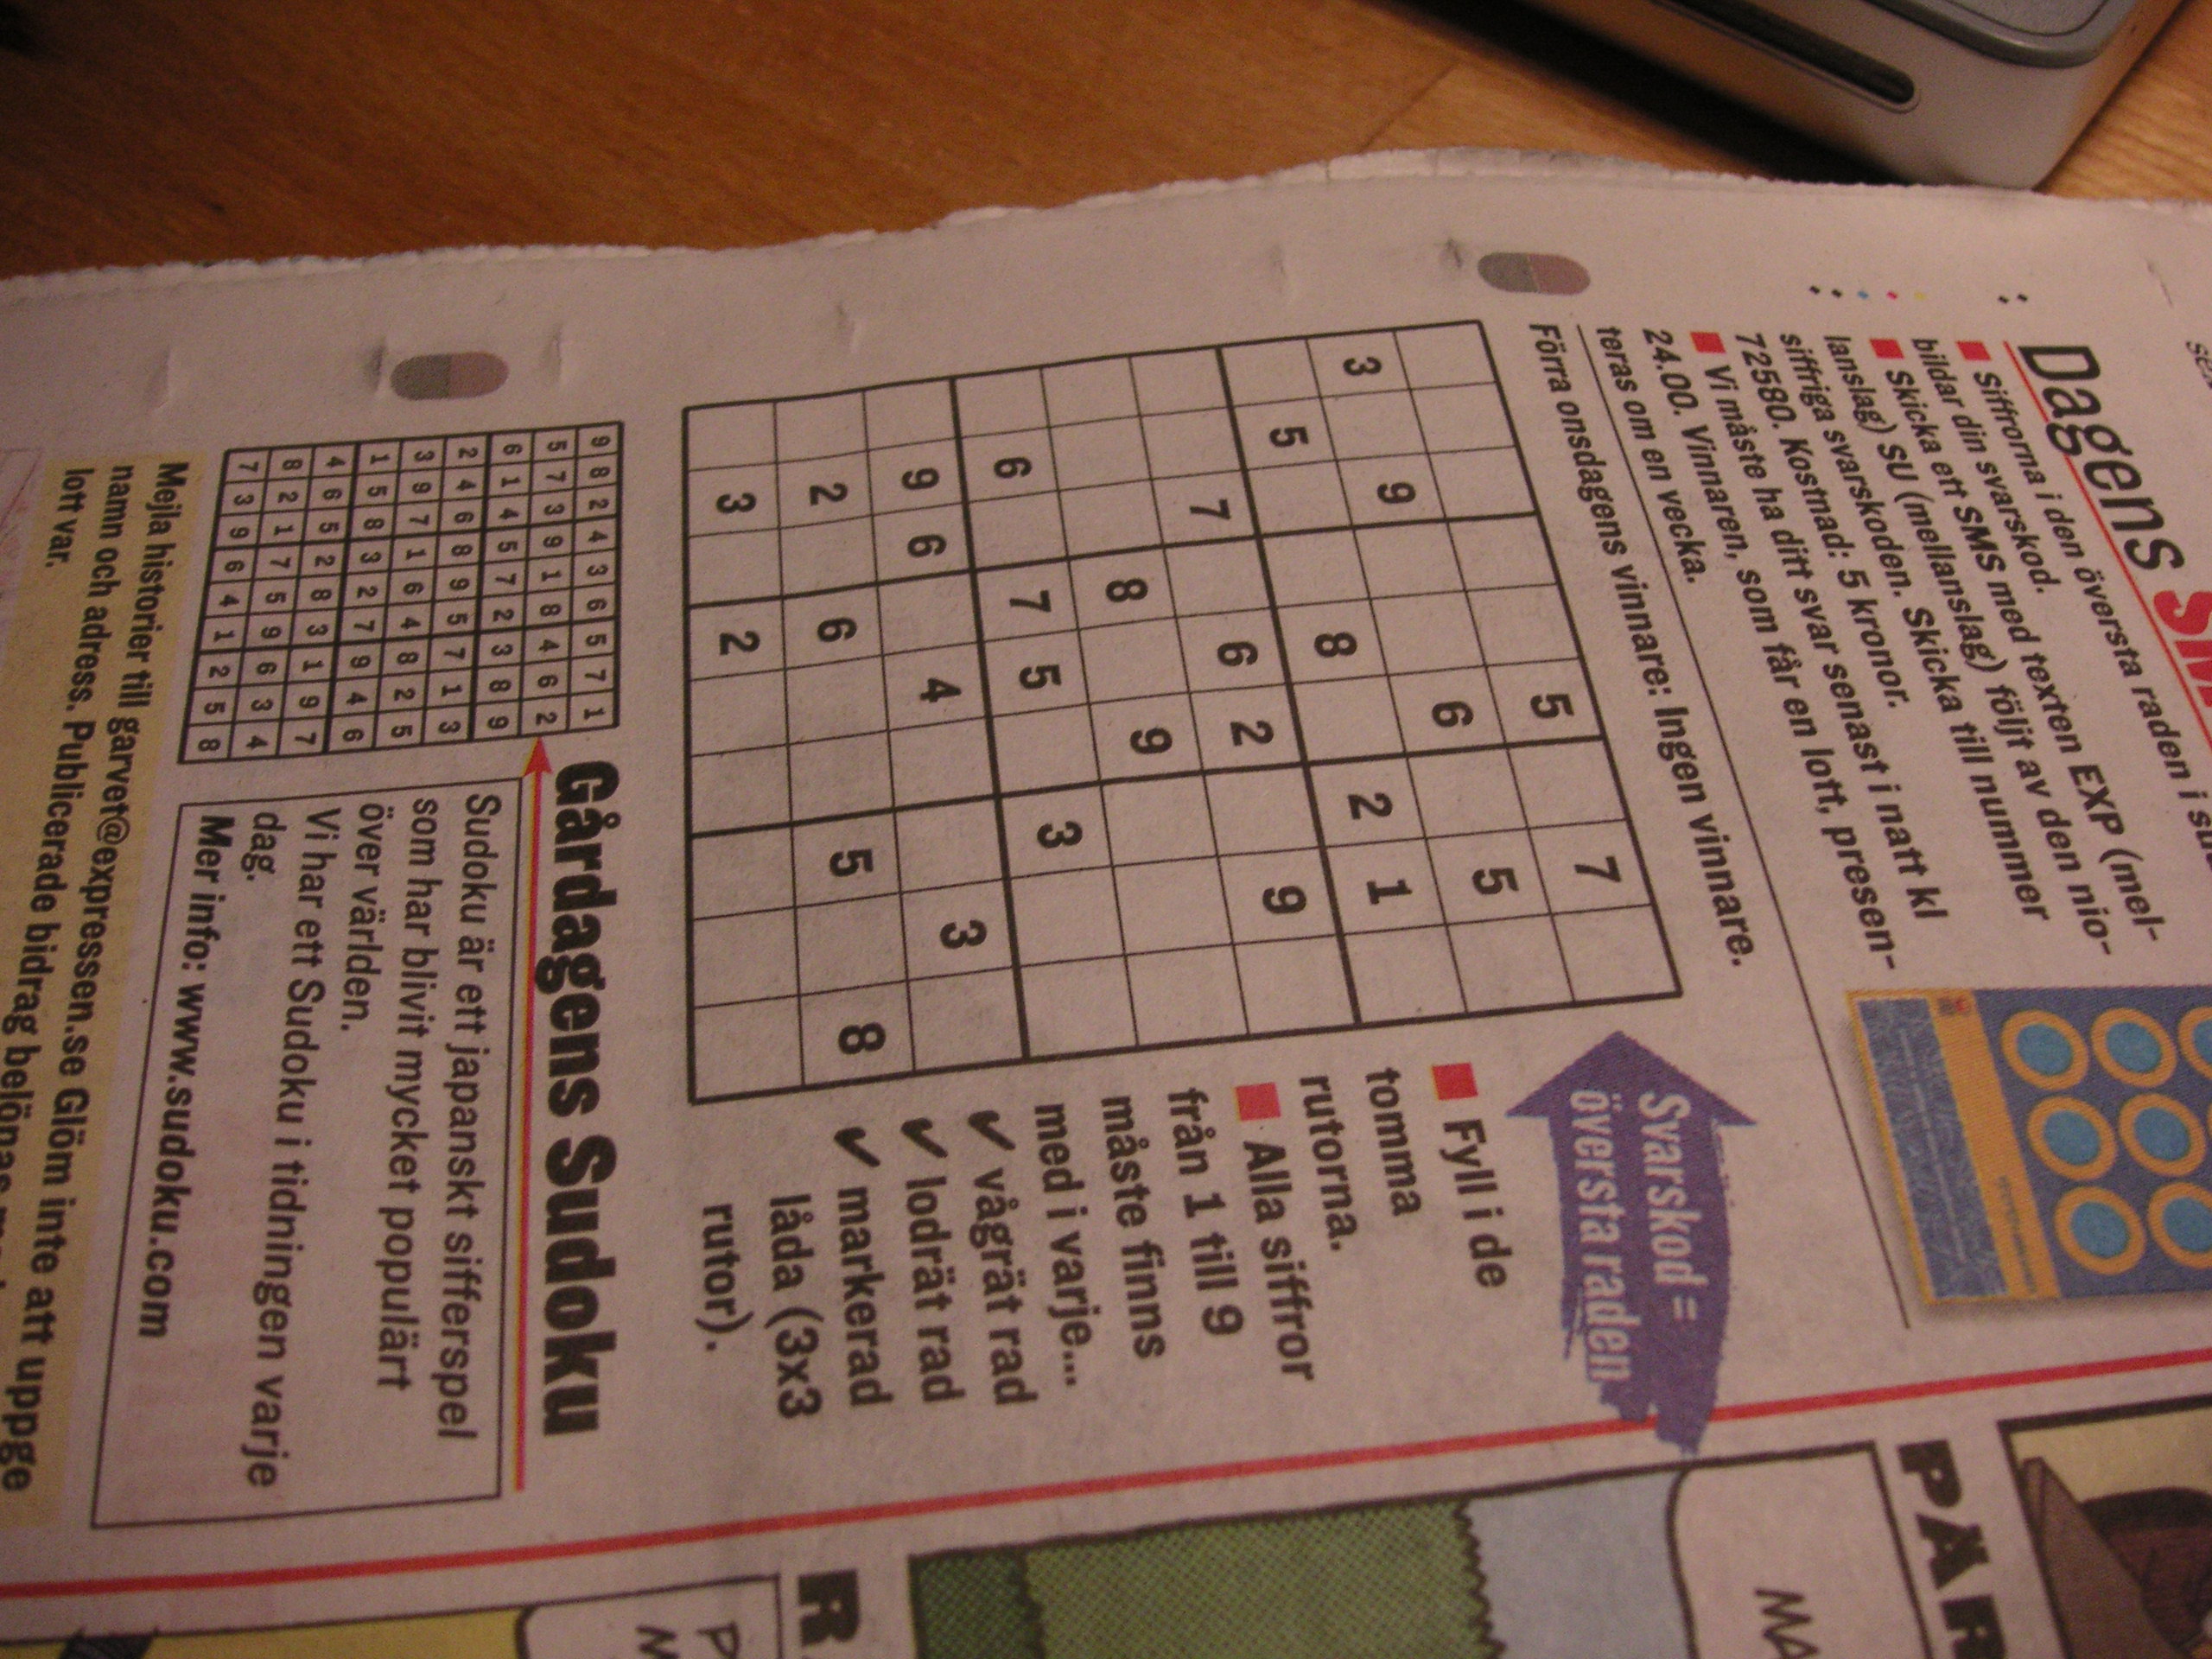 Dagens SM
■ Siffrorna i den översta raden i su
bildar din svarskod.
■ Skicka ett SMS med texten EXP (mel-
lanslag) SU (mellanslag) följt av den nio-
siffriga svarskoden. Skicka till nummer
72580. Kostnad: 5 kronor.
■ Vi måste ha ditt svar senast i natt kl
24.00. Vinnaren, som får en lott, presen-
teras om en vecka.
Förra onsdagens vinnare: Ingen vinnare.
Svarskod =
översta raden
5 7
3 9 6 5
5 8 2 1
7 6 2 9
8 9
6 7 5 3
9 6 4 3
2 6 5 8
3 2
■ Fyll i de
tomma
rutorna.
■ Alla siffror
från 1 till 9
måste finns
med i varje...
✔ vågrät rad
✔ lodrät rad
✔ markerad
låda (3x3
rutor).
9 8 2 4 3 6 5 7 1
5 7 3 9 1 8 4 6 2
6 1 4 5 7 2 3 8 9
2 4 6 8 9 5 7 1 3
3 9 7 1 6 4 8 2 5
1 5 8 3 2 7 9 4 6
4 6 5 2 8 3 1 9 7
8 2 1 7 5 9 6 3 4
7 3 9 6 4 1 2 5 8
Gårdagens Sudoku
Sudoku är ett japanskt sifferspel
som har blivit mycket populärt
över världen.
Vi har ett Sudoku i tidningen varje
dag.
Mer info: www.sudoku.com
Mejla historier till garvet@expressen.se Glöm inte att uppge
namn och adress. Publicerade bidrag belönas
lott var.
PÄR
MA
R